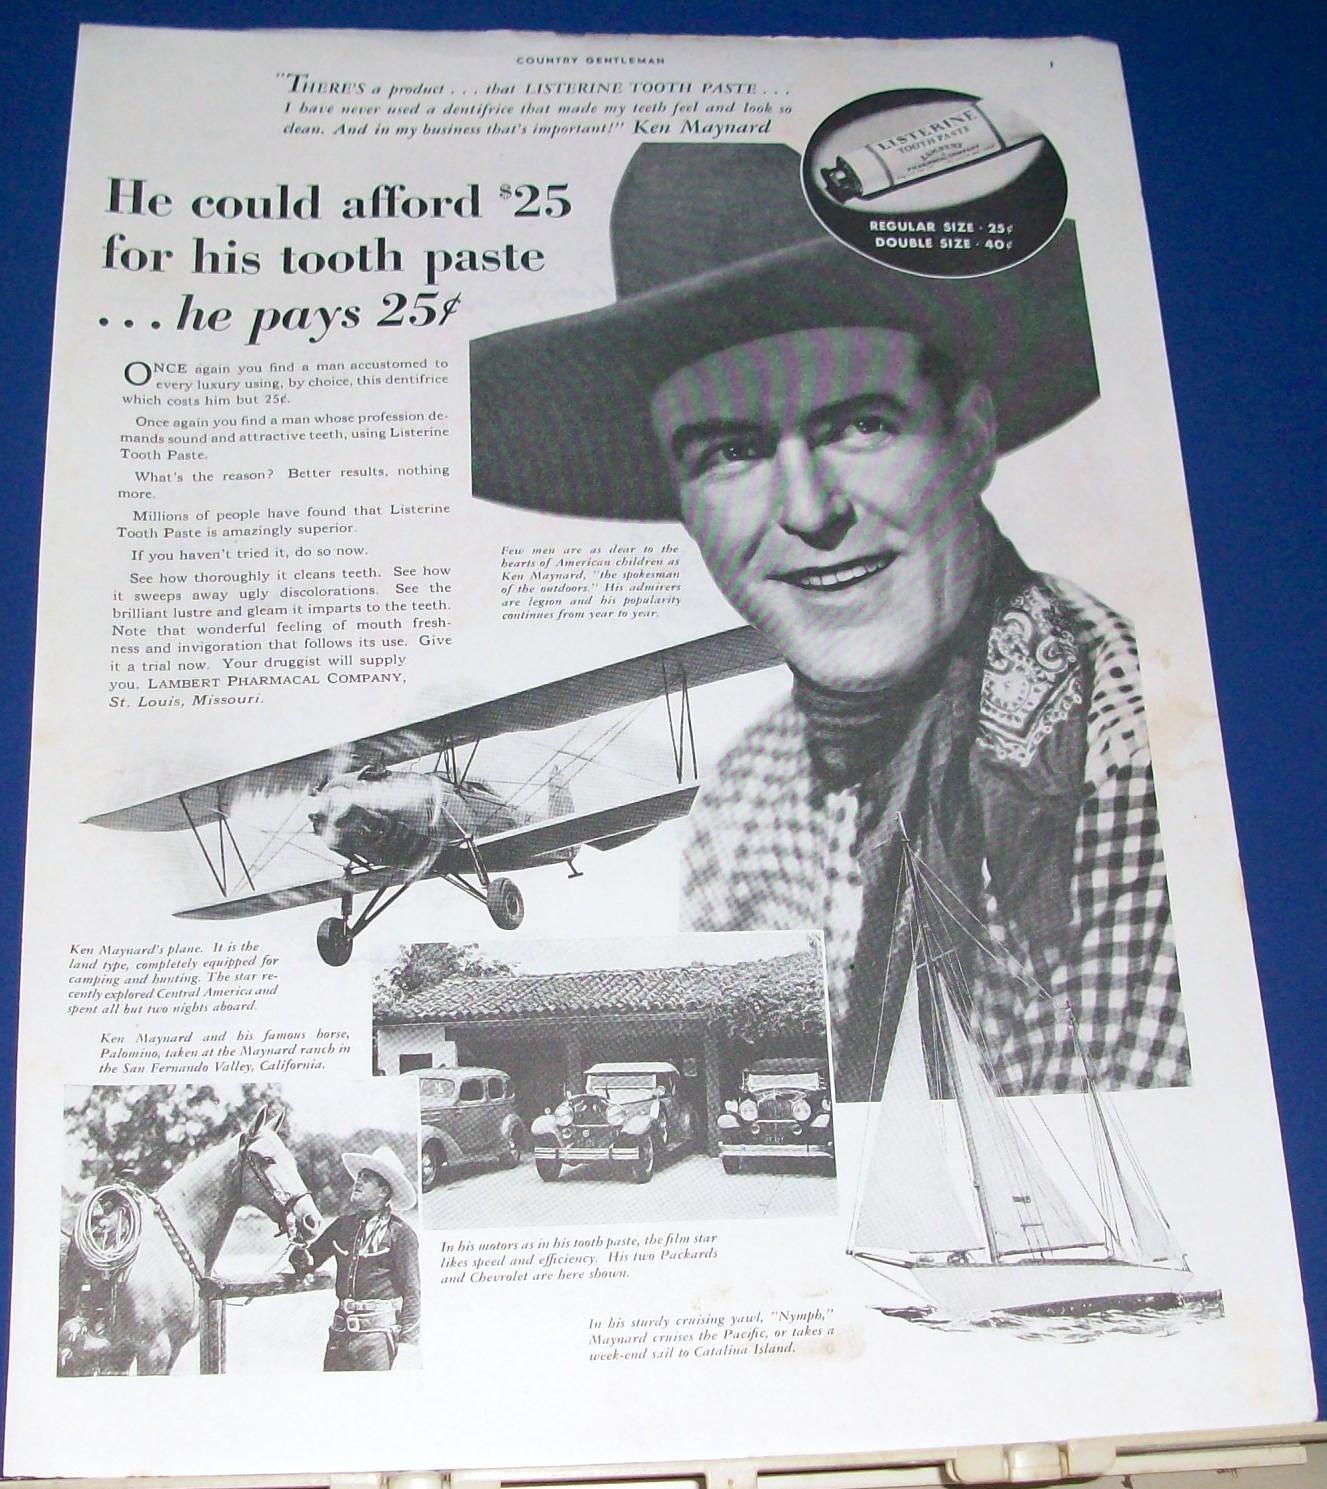 COUNTRY GENTLEMAN
"THERE'S a product . . . that LISTERINE TOOTH PASTE . . .
I have never used a dentifrice that made my teeth feel and look so
clean. And in my business that's important!" Ken Maynard
LISTERINE
TOOTH PASTE
LAMBERT
PHARMACAL COMPANY
REGULAR SIZE · 25¢
DOUBLE SIZE · 40¢
He could afford $25
for his tooth paste
...he pays 25¢
ONCE again you find a man accustomed to
every luxury using, by choice, this dentifrice
which costs him but 25¢.
Once again you find a man whose profession de-
mands sound and attractive teeth, using Listerine
Tooth Paste.
What's the reason? Better results, nothing
more.
Millions of people have found that Listerine
Tooth Paste is amazingly superior.
If you haven't tried it, do so now.
See how thoroughly it cleans teeth. See how
it sweeps away ugly discolorations. See the
brilliant lustre and gleam it imparts to the teeth.
Note that wonderful feeling of mouth fresh-
ness and invigoration that follows its use. Give
it a trial now. Your druggist will supply
you. LAMBERT PHARMACAL COMPANY,
St. Louis, Missouri.
Few men are as dear to the
hearts of American children as
Ken Maynard, "the spokesman
of the outdoors." His admirers
are legion and his popularity
continues from year to year.
Ken Maynard's plane. It is the
land type, completely equipped for
camping and hunting. The star re-
cently explored Central America and
spent all but two nights aboard.
Ken Maynard and his famous horse,
Palomino, taken at the Maynard ranch in
the San Fernando Valley, California.
In his motors as in his tooth paste, the film star
likes speed and efficiency. His two Packards
and Chevrolet are here shown.
In his sturdy cruising yawl, "Nymph,"
Maynard cruises the Pacific, or takes a
week-end sail to Catalina Island.